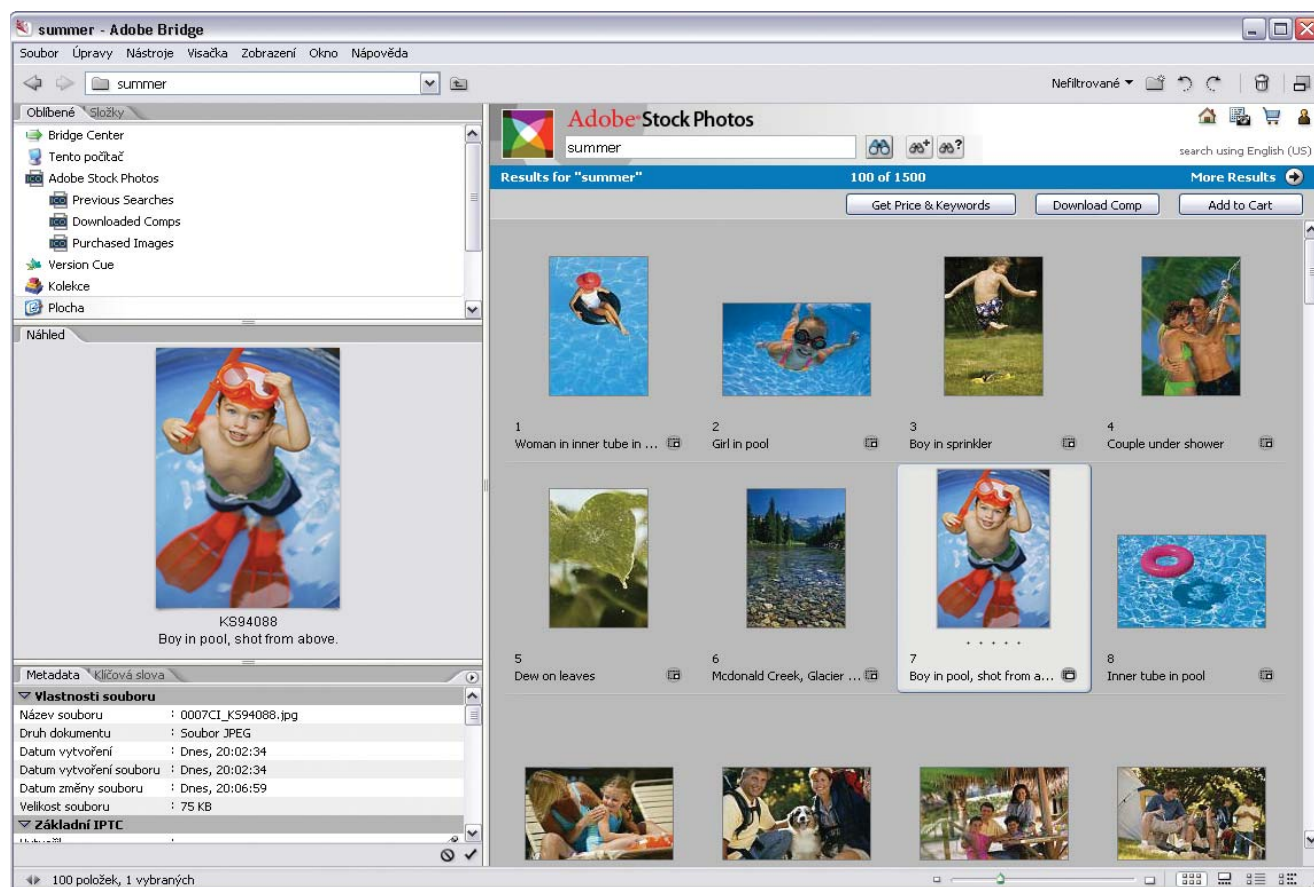 summer - Adobe Bridge
Soubor Úpravy Nástroje Visačka Zobrazení Okno Nápověda
summer
Nefiltrované
Oblíbené Složky
Bridge Center
Tento počítač
Adobe Stock Photos
Previous Searches
Downloaded Comps
Purchased Images
Version Cue
Kolekce
Plocha
Náhled
KS94088
Boy in pool, shot from above.
Metadata Klíčová slova
Vlastnosti souboru
Název souboru : 0007CI_KS94088.jpg
Druh dokumentu : Soubor JPEG
Datum vytvoření : Dnes, 20:02:34
Datum vytvoření souboru : Dnes, 20:02:34
Datum změny souboru : Dnes, 20:06:59
Velikost souboru : 75 KB
Základní IPTC
Adobe Stock Photos
summer
search using English (US)
Results for "summer" 100 of 1500 More Results
Get Price & Keywords Download Comp Add to Cart
1 2 3 4
Woman in inner tube in ... Girl in pool Boy in sprinkler Couple under shower
5 6 7 8
Dew on leaves Mcdonald Creek, Glacier ... Boy in pool, shot from a... Inner tube in pool
100 položek, 1 vybraných